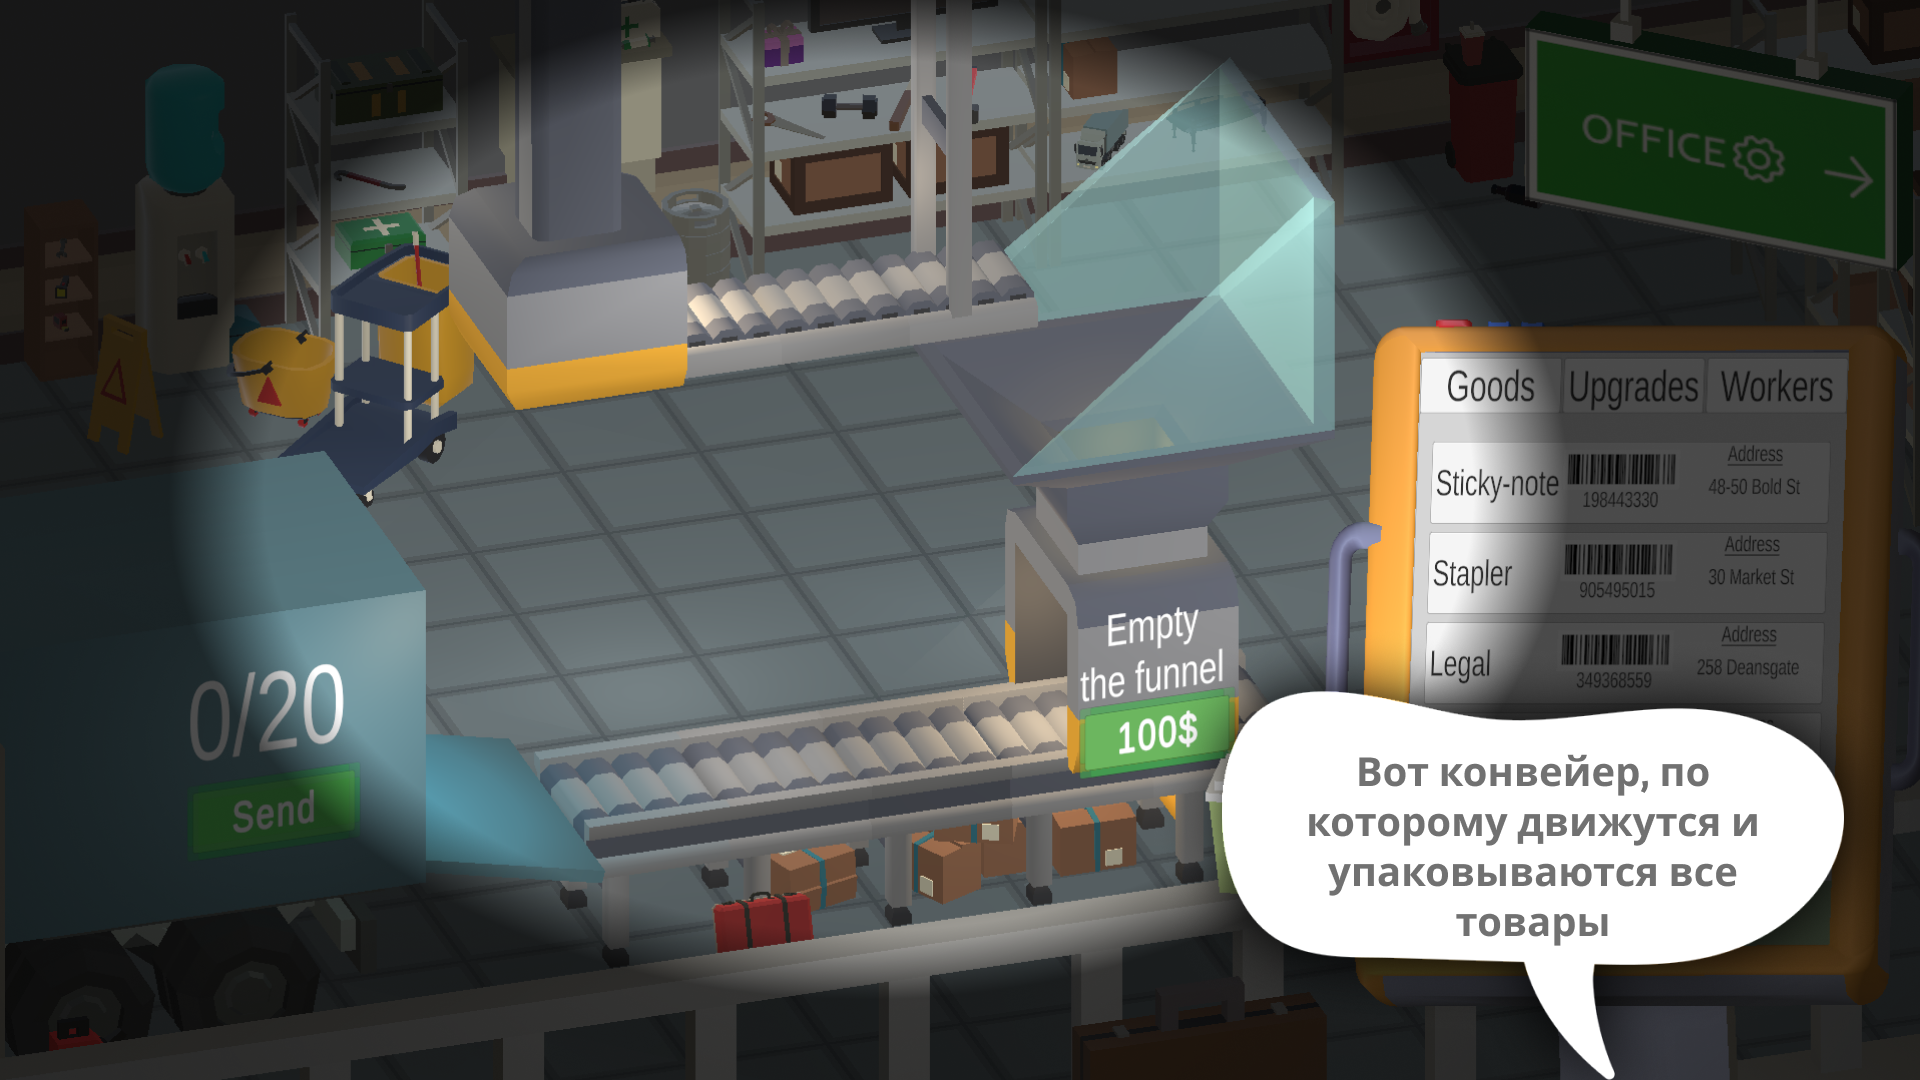 OFFICE
Goods Upgrades Workers
Sticky-note 198443330 Address 48-50 Bold St
Stapler 905495015 Address 30 Market St
Legal 349368559 Address 258 Deansgate
Empty
the funnel
100$
0/20
Send
Вот конвейер, по
которому движутся и
упаковываются все
товары